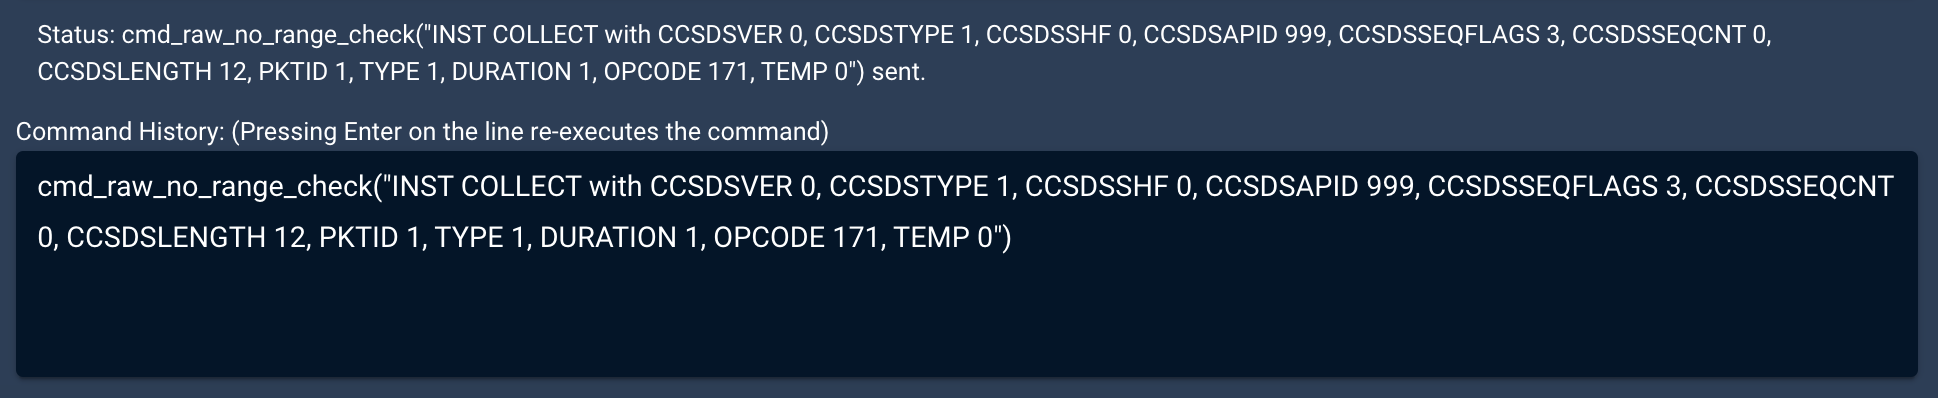 Status: cmd_raw_no_range_check("INST COLLECT with CCSDSVER 0, CCSDSTYPE 1, CCSDSSHF 0, CCSDSAPID 999, CCSDSSEQFLAGS 3, CCSDSSEQCNT 0,
CCSDSLENGTH 12, PKTID 1, TYPE 1, DURATION 1, OPCODE 171, TEMP 0") sent.
Command History: (Pressing Enter on the line re-executes the command)
cmd_raw_no_range_check("INST COLLECT with CCSDSVER 0, CCSDSTYPE 1, CCSDSSHF 0, CCSDSAPID 999, CCSDSSEQFLAGS 3, CCSDSSEQCNT
0, CCSDSLENGTH 12, PKTID 1, TYPE 1, DURATION 1, OPCODE 171, TEMP 0")